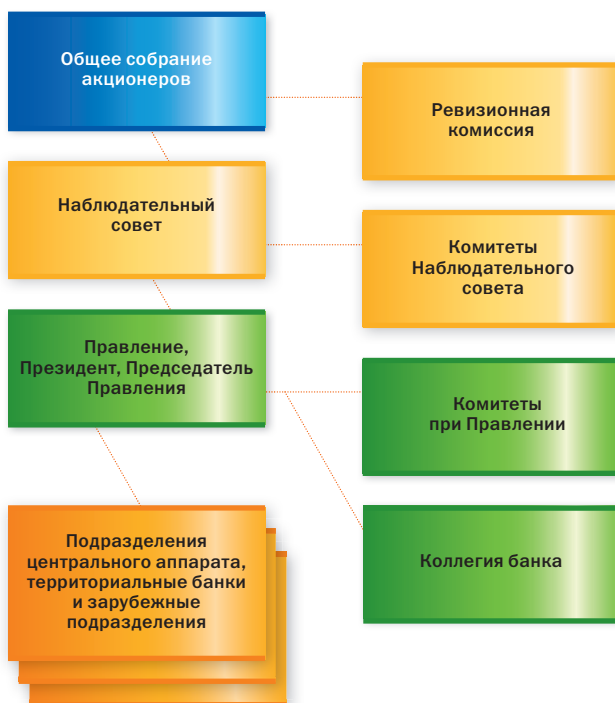 Общее собрание
акционеров
Ревизионная
комиссия
Наблюдательный
совет
Комитеты
Наблюдательного
совета
Правление,
Президент, Председатель
Правления
Комитеты
при Правлении
Подразделения
центрального аппарата,
территориальные банки
и зарубежные
подразделения
Коллегия банка